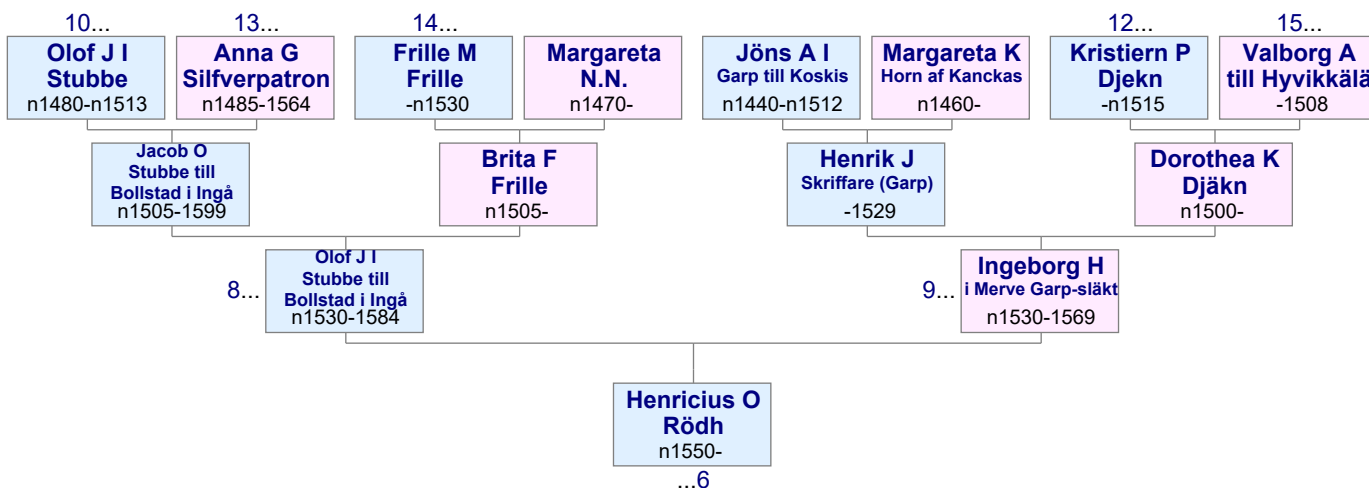 10...
13...
14...
12...
15...
Olof J I
Stubbe
n1480-n1513
Anna G
Silfverpatron
n1485-1564
Frille M
Frille
-n1530
Margareta
N.N.
n1470-
Jöns A I
Garp till Koskis
n1440-n1512
Margareta K
Horn af Kanckas
n1460-
Kristiern P
Djekn
-n1515
Valborg A
till Hyvikkälä
-1508
Jacob O
Stubbe till
Bollstad i Ingå
n1505-1599
Brita F
Frille
n1505-
Henrik J
Skriffare (Garp)
-1529
Dorothea K
Djäkn
n1500-
8...
Olof J I
Stubbe till
Bollstad i Ingå
n1530-1584
9...
Ingeborg H
i Merve Garp-släkt
n1530-1569
Henricius O
Rödh
n1550-
...6